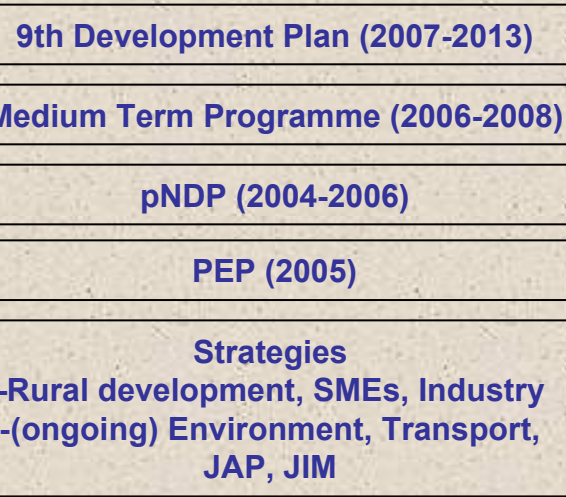 9th Development Plan (2007-2013)
Medium Term Programme (2006-2008)
pNDP (2004-2006)
PEP (2005)
Strategies
-Rural development, SMEs, Industry
-(ongoing) Environment, Transport,
JAP, JIM